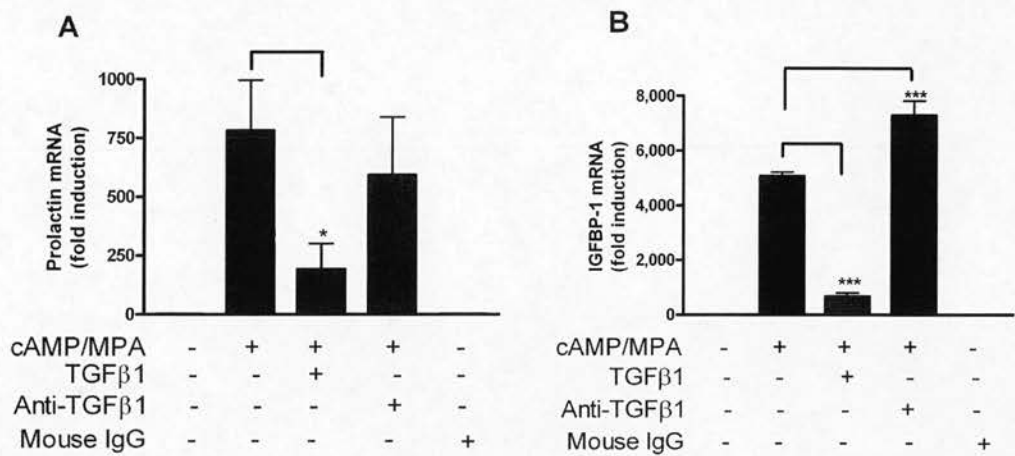 A
Prolactin mRNA
(fold induction)
1000
750
500
250
0
*
cAMP/MPA - + + + -
TGFβ1 - - + - -
Anti-TGFβ1 - - - + -
Mouse IgG - - - - +
B
IGFBP-1 mRNA
(fold induction)
8,000
6,000
4,000
2,000
0
***
***
cAMP/MPA - + + + -
TGFβ1 - - + - -
Anti-TGFβ1 - - - + -
Mouse IgG - - - - +